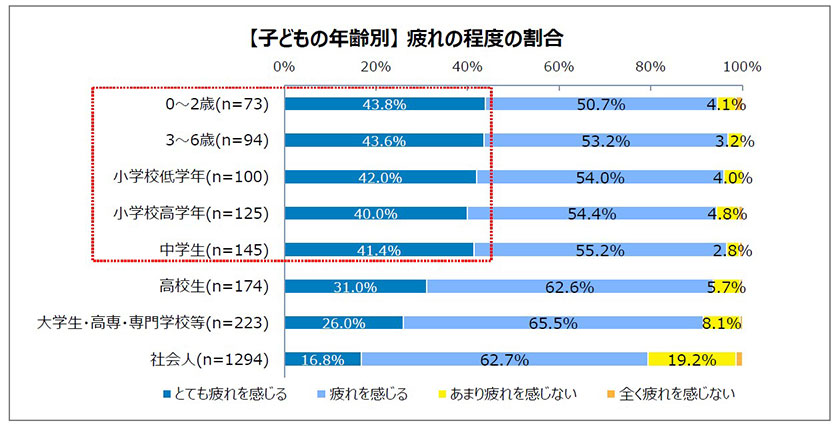 【子どもの年齢別】疲れの程度の割合
0% 20% 40% 60% 80% 100%
0～2歳(n=73) 43.8% 50.7% 4.1%
3～6歳(n=94) 43.6% 53.2% 3.2%
小学校低学年(n=100) 42.0% 54.0% 4.0%
小学校高学年(n=125) 40.0% 54.4% 4.8%
中学生(n=145) 41.4% 55.2% 2.8%
高校生(n=174) 31.0% 62.6% 5.7%
大学生・高専・専門学校等(n=223) 26.0% 65.5% 8.1%
社会人(n=1294) 16.8% 62.7% 19.2%
とても疲れを感じる 疲れを感じる あまり疲れを感じない 全く疲れを感じない